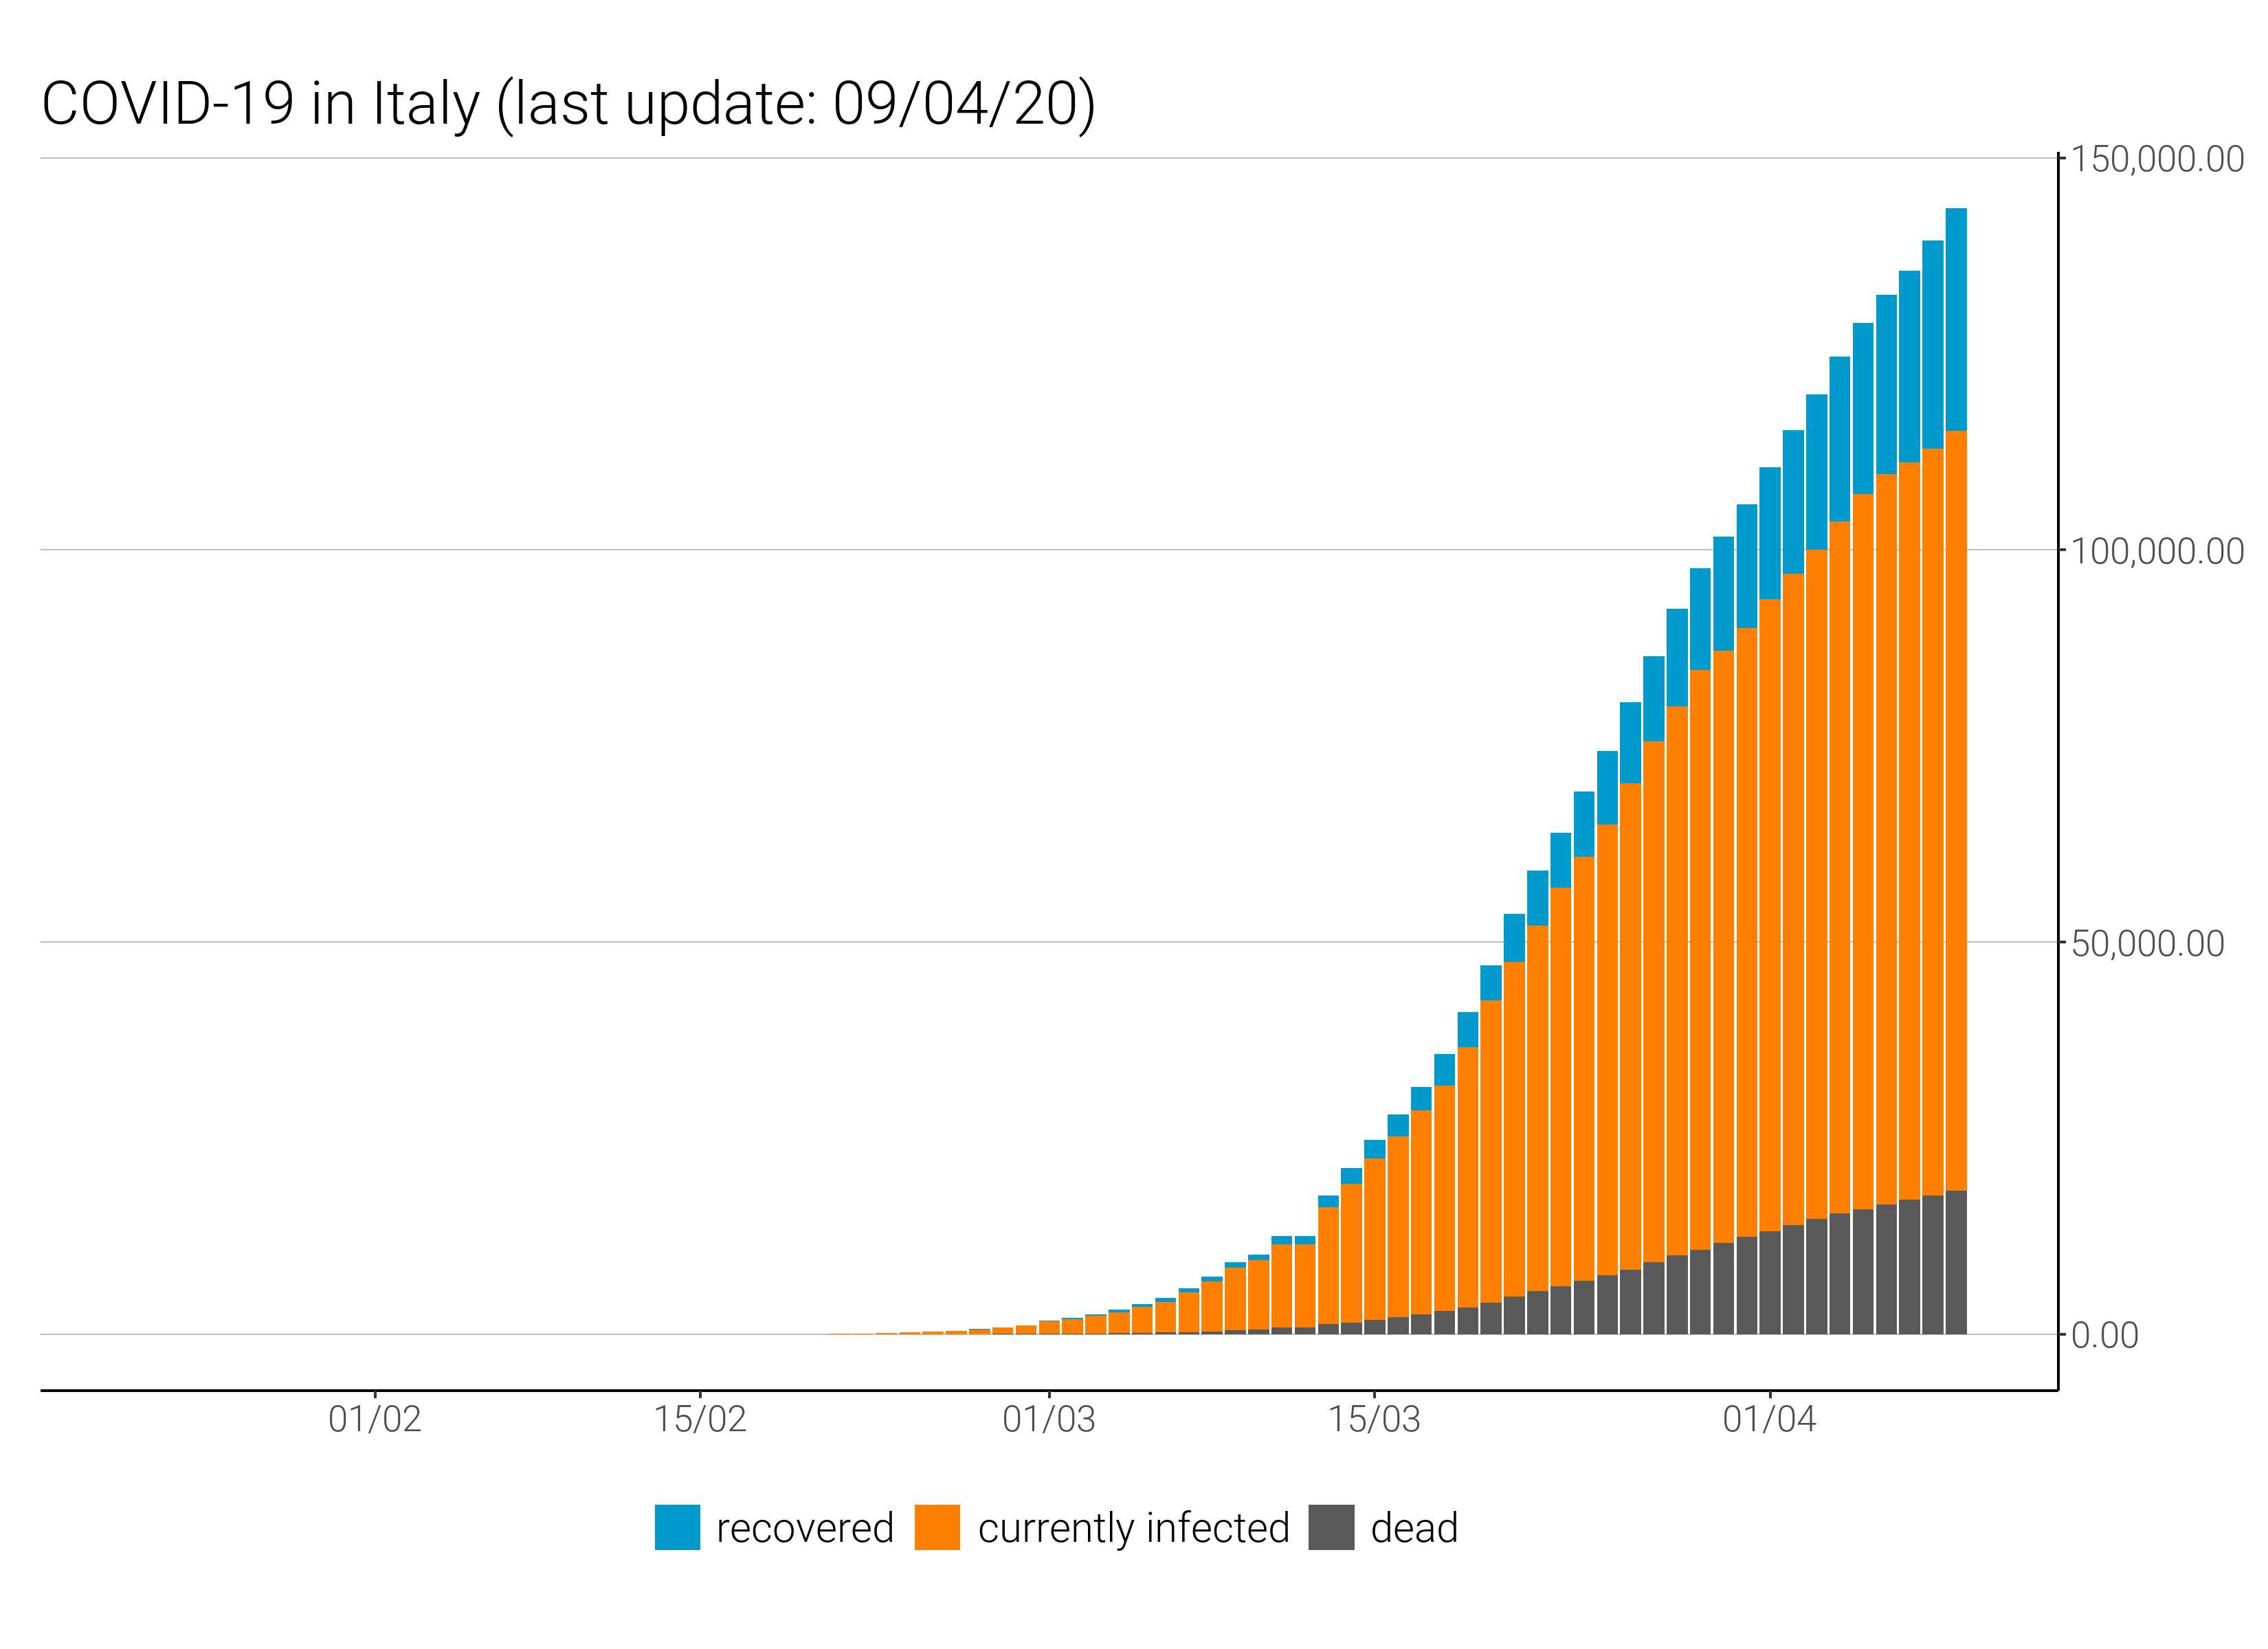 COVID-19 in Italy (last update: 09/04/20)
150,000.00
100,000.00
50,000.00
0.00
01/02 15/02 01/03 15/03 01/04
recovered currently infected dead